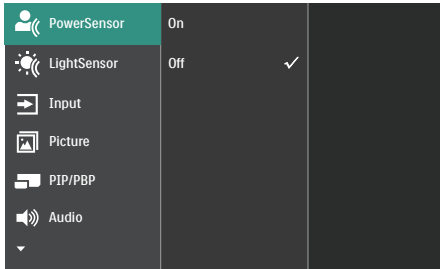 PowerSensor
On
LightSensor
Off
Input
Picture
PIP/PBP
Audio